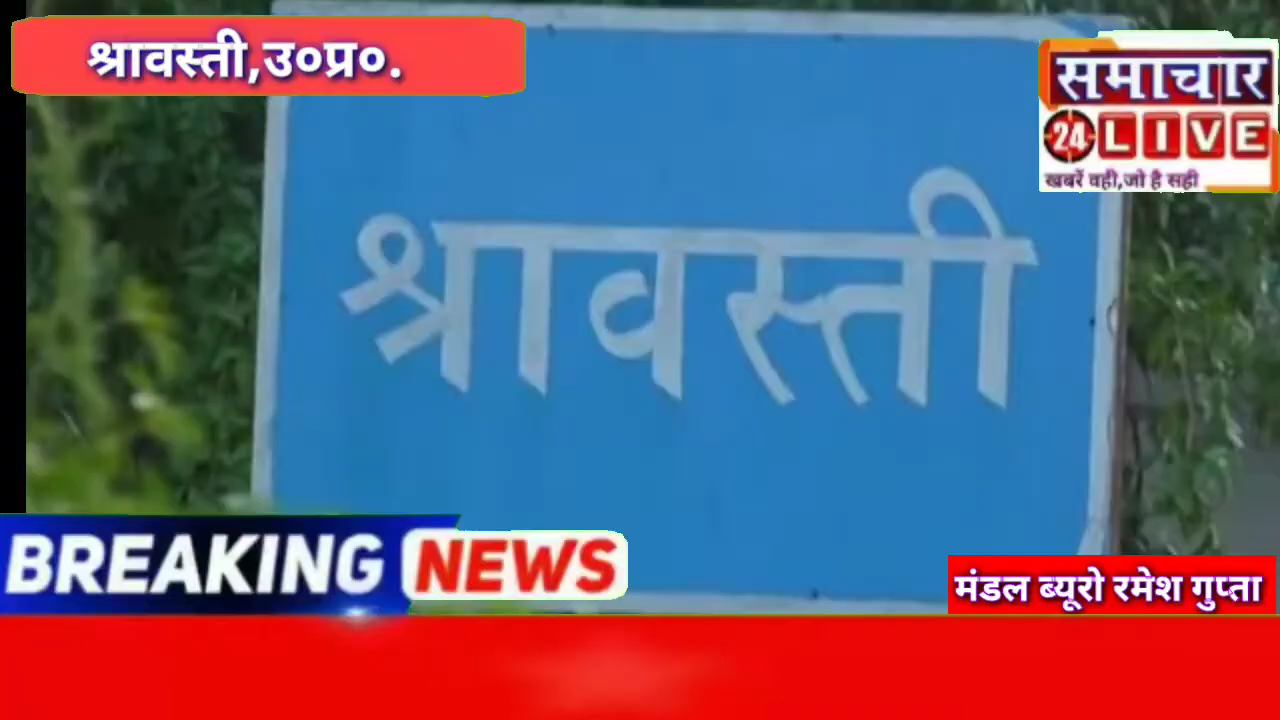 श्रावस्ती,उ०प्र०.
समाचार
24 LIVE
खबरें वही,जो है सही
श्रावस्ती
BREAKING NEWS
मंडल ब्यूरो रमेश गुप्ता